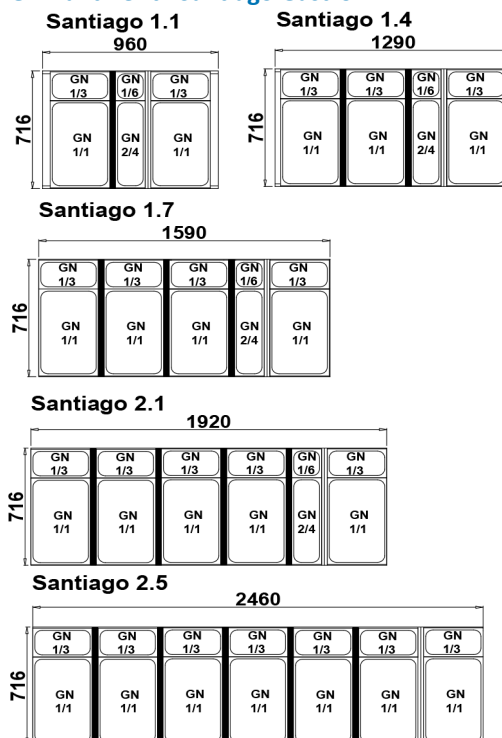 Santiago 1.1
960
716
GN GN GN
1/3 1/6 1/3
GN GN GN
1/1 2/4 1/1
Santiago 1.4
1290
716
GN GN GN GN
1/3 1/3 1/6 1/3
GN GN GN GN
1/1 1/1 2/4 1/1
Santiago 1.7
1590
716
GN GN GN GN GN
1/3 1/3 1/3 1/6 1/3
GN GN GN GN GN
1/1 1/1 1/1 2/4 1/1
Santiago 2.1
1920
716
GN GN GN GN GN GN
1/3 1/3 1/3 1/3 1/6 1/3
GN GN GN GN GN GN
1/1 1/1 1/1 1/1 2/4 1/1
Santiago 2.5
2460
716
GN GN GN GN GN GN GN
1/3 1/3 1/3 1/3 1/3 1/3 1/3
GN GN GN GN GN GN GN
1/1 1/1 1/1 1/1 1/1 1/1 1/1